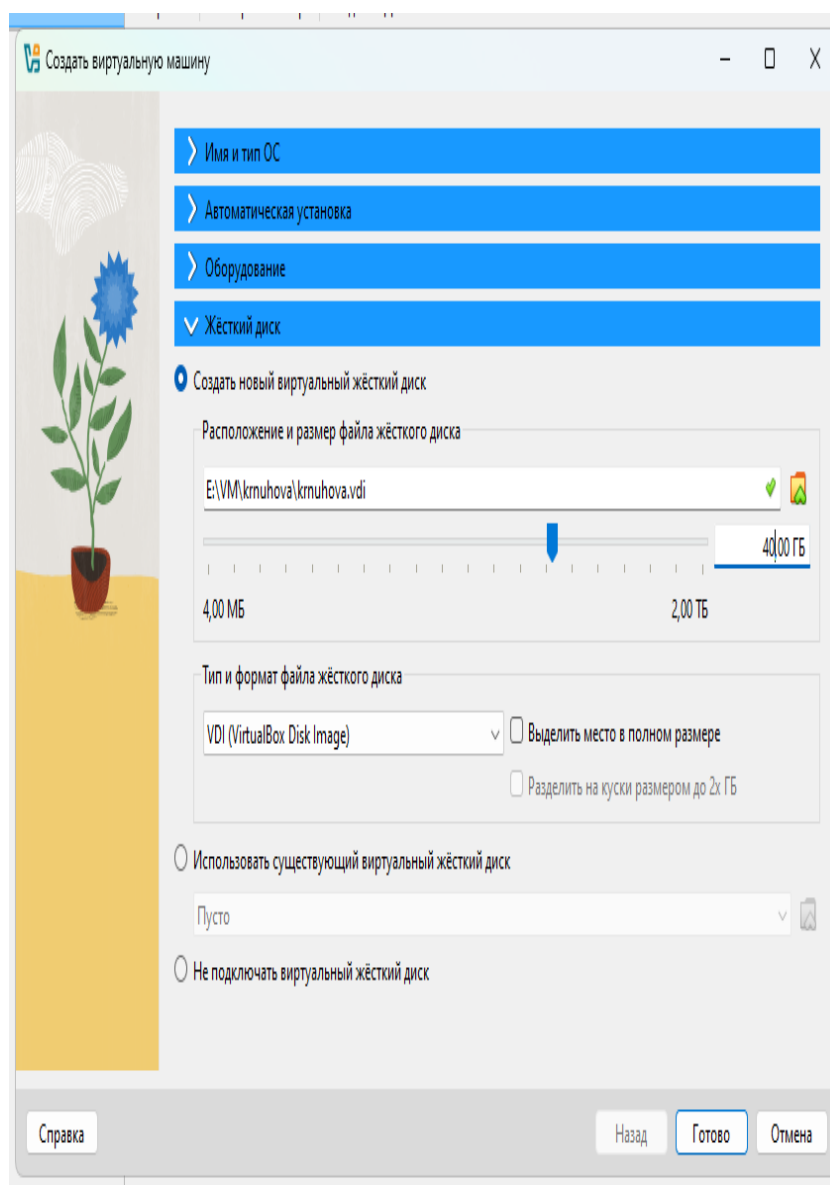 Создать виртуальную машину
Имя и тип ОС
Автоматическая установка
Оборудование
Жёсткий диск
Создать новый виртуальный жёсткий диск
Расположение и размер файла жёсткого диска
E:\VM\krnuhova\krnuhova.vdi
40,00 ГБ
4,00 МБ 2,00 ТБ
Тип и формат файла жёсткого диска
VDI (VirtualBox Disk Image) Выделить место в полном размере
Разделить на куски размером до 2х ГБ
Использовать существующий виртуальный жёсткий диск
Пусто
Не подключать виртуальный жёсткий диск
Справка Назад Готово Отмена